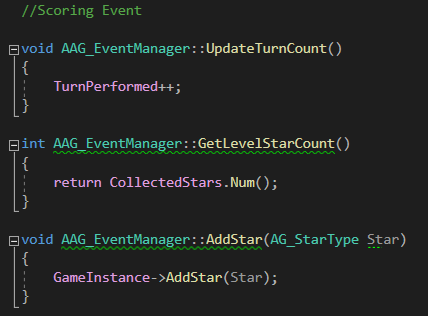 //Scoring Event
void AAG_EventManager::UpdateTurnCount()
{
TurnPerformed++;
}
int AAG_EventManager::GetLevelStarCount()
{
return CollectedStars.Num();
}
void AAG_EventManager::AddStar(AG_StarType Star)
{
GameInstance->AddStar(Star);
}